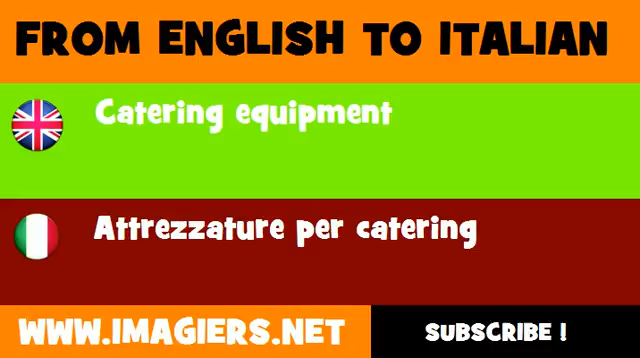 FROM ENGLISH TO ITALIAN
Catering equipment
Attrezzature per catering
WWW.IMAGIERS.NET
SUBSCRIBE !